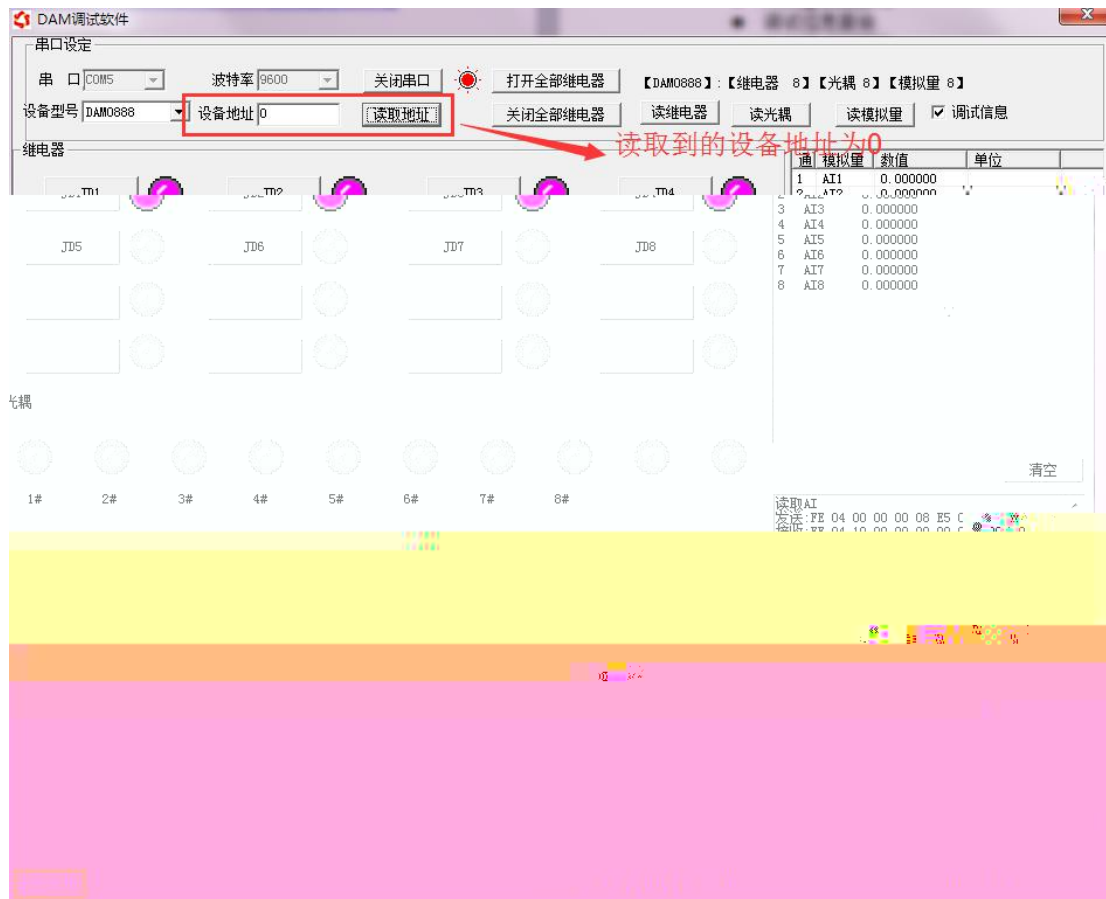 DAM调试软件
串口设定
串 口 COM5 波特率 9600 关闭串口 打开全部继电器 【DAM0888】:【继电器 8】【光耦 8】【模拟量 8】
设备型号 DAM0888 设备地址 0 读取地址 关闭全部继电器 读继电器 读光耦 读模拟量 调试信息
读取到的设备地址为0
继电器
通 模拟量 数值 单位
1 AI1 0.000000
JD1 JD2 JD3 JD4
2 AI2 0.000000
3 AI3 0.000000
4 AI4 0.000000
JD5 JD6 JD7 JD8
5 AI5 0.000000
6 AI6 0.000000
7 AI7 0.000000
8 AI8 0.000000
光耦
清空
1# 2# 3# 4# 5# 6# 7# 8#
读取AI
发送:FE 04 00 00 00 08 E5 C